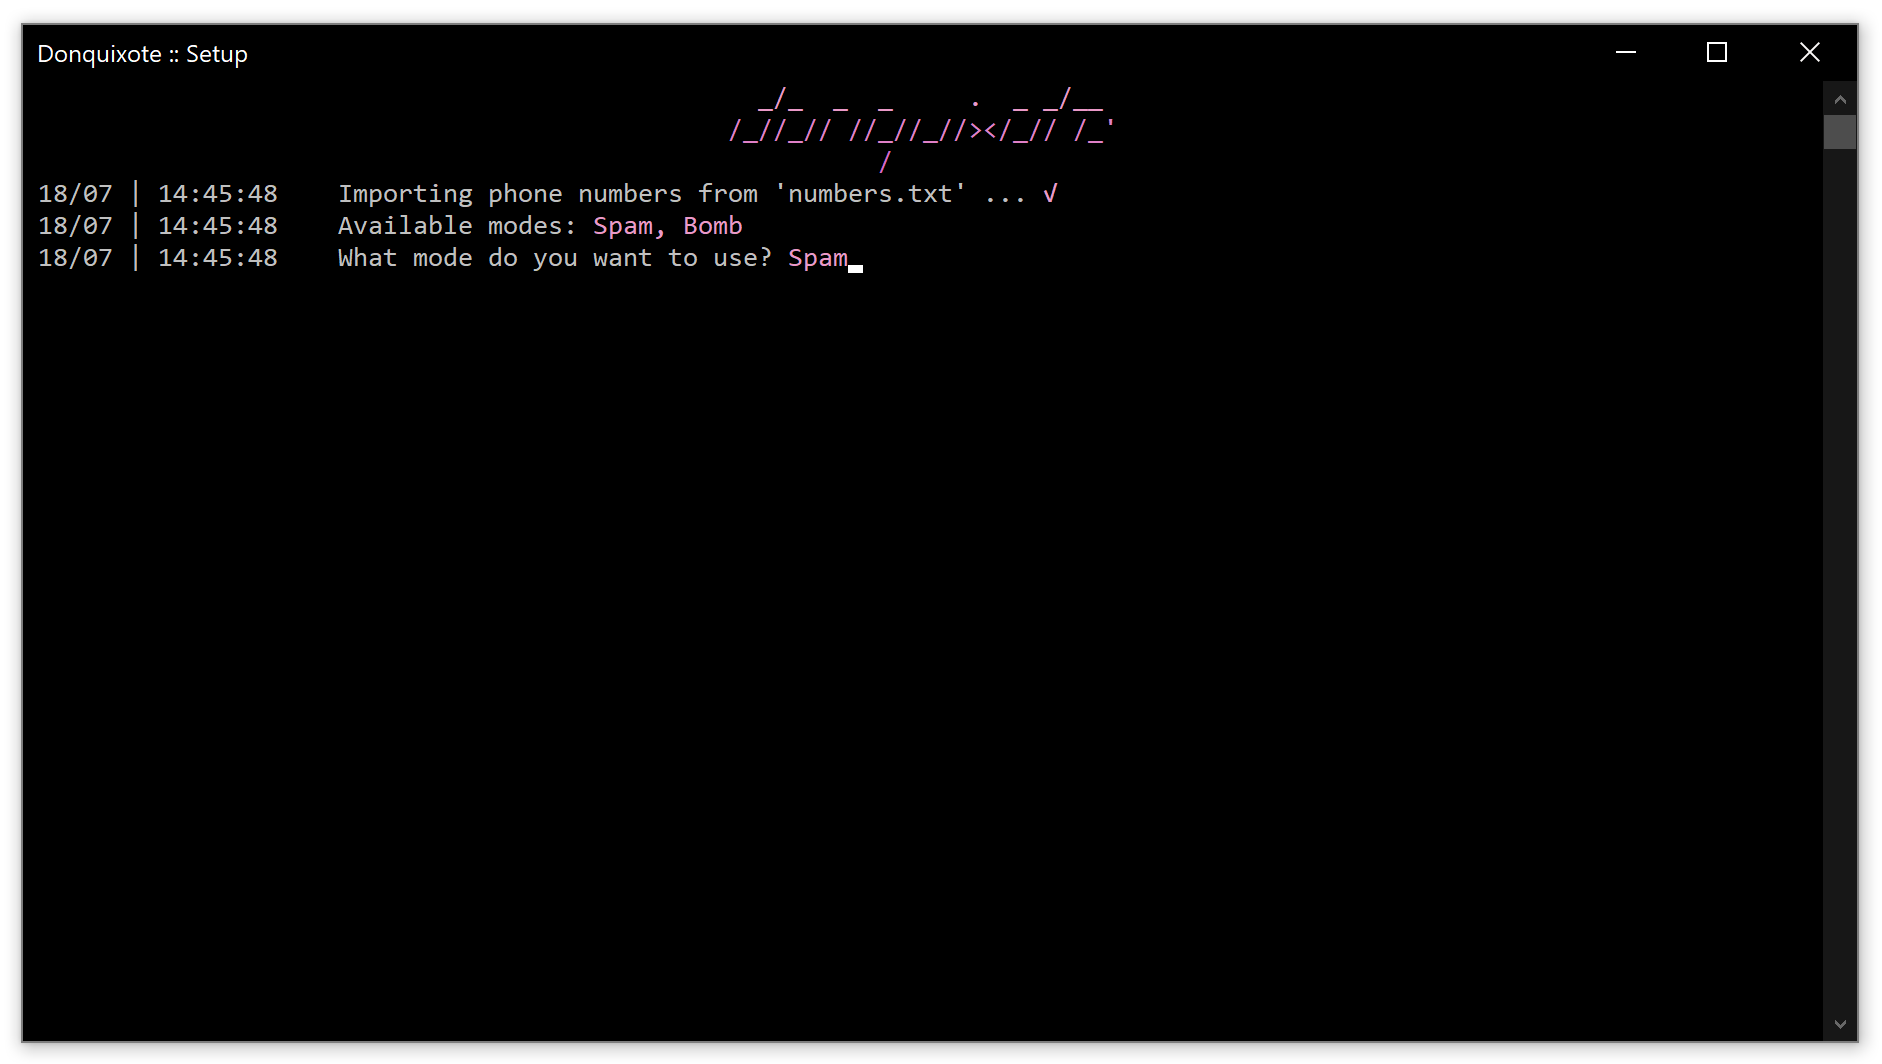 Donquixote :: Setup
  _/_  _  _     .  _ _/__
/_//_// //_//_//></_// /_'
          /
18/07 | 14:45:48    Importing phone numbers from 'numbers.txt' ... √
18/07 | 14:45:48    Available modes: Spam, Bomb
18/07 | 14:45:48    What mode do you want to use? Spam